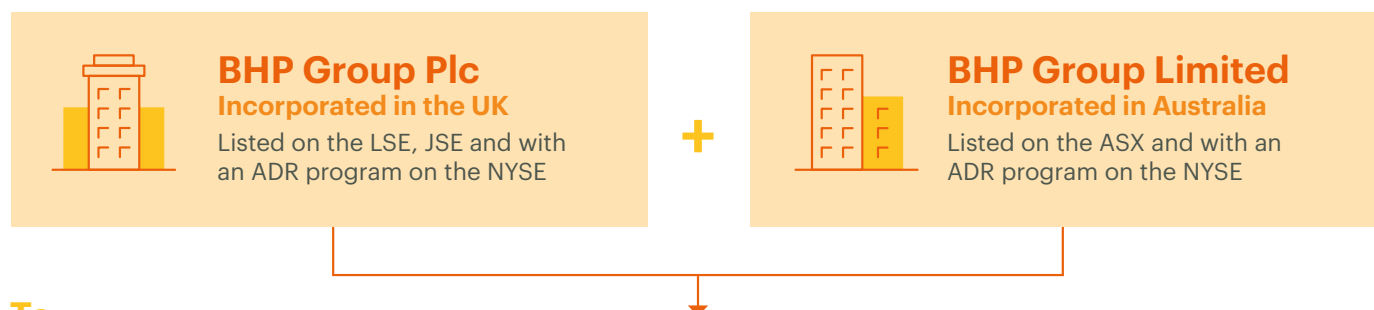 BHP Group Plc
Incorporated in the UK
Listed on the LSE, JSE and with
an ADR program on the NYSE
+
BHP Group Limited
Incorporated in Australia
Listed on the ASX and with an
ADR program on the NYSE